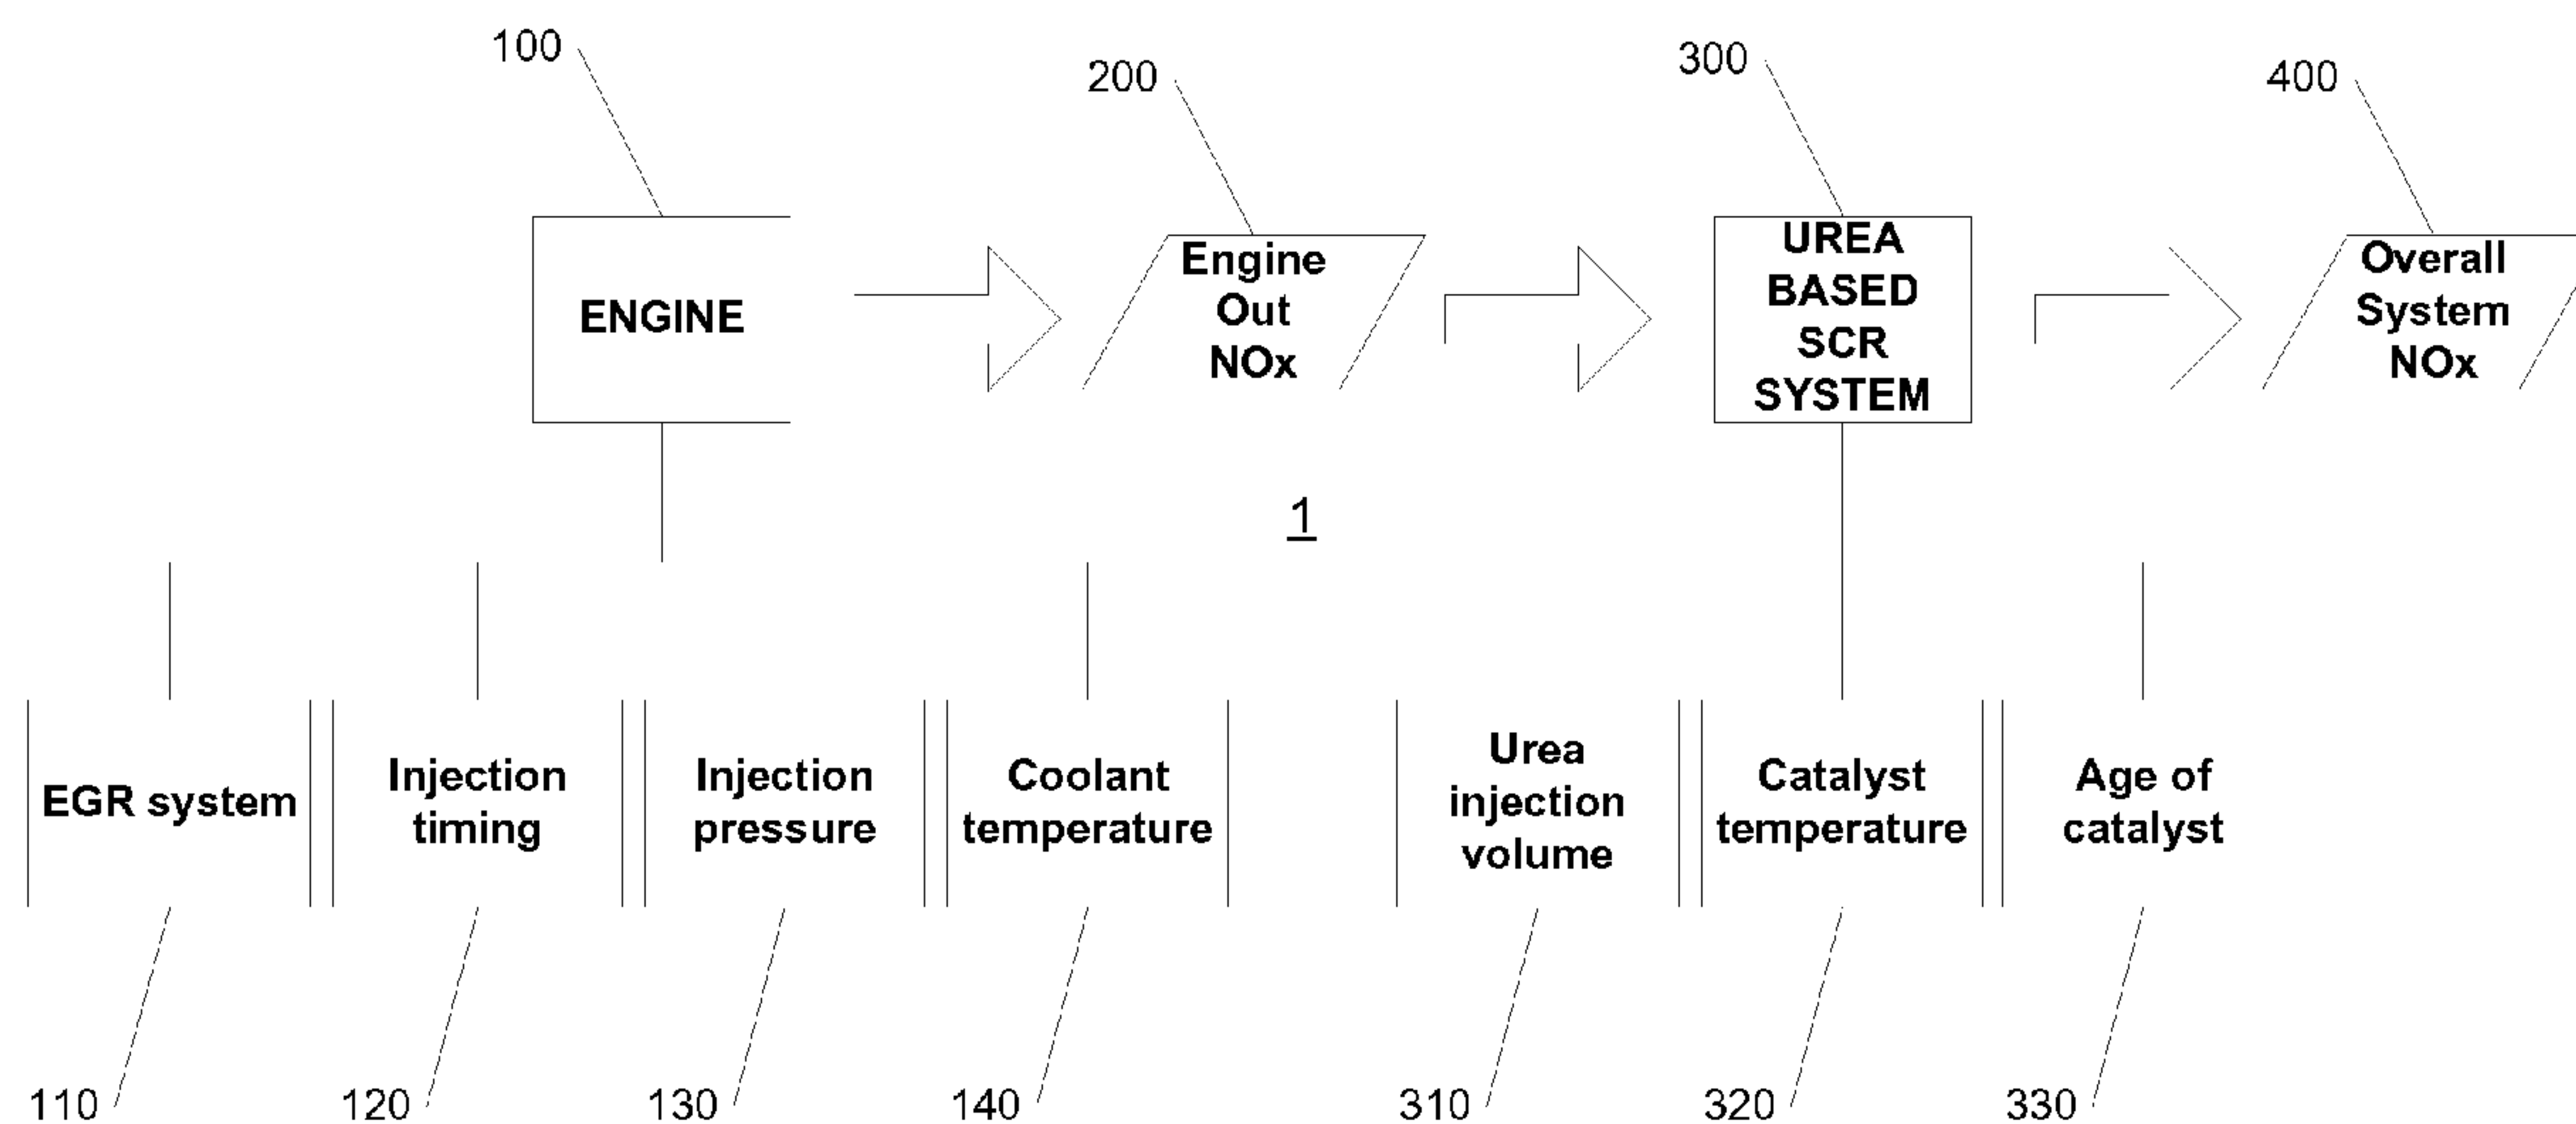 100
200
300
400
ENGINE
Engine
Out
NOx
UREA
BASED
SCR
SYSTEM
Overall
System
NOx
1
EGR system
Injection
timing
Injection
pressure
Coolant
temperature
Urea
injection
volume
Catalyst
temperature
Age of
catalyst
110
120
130
140
310
320
330